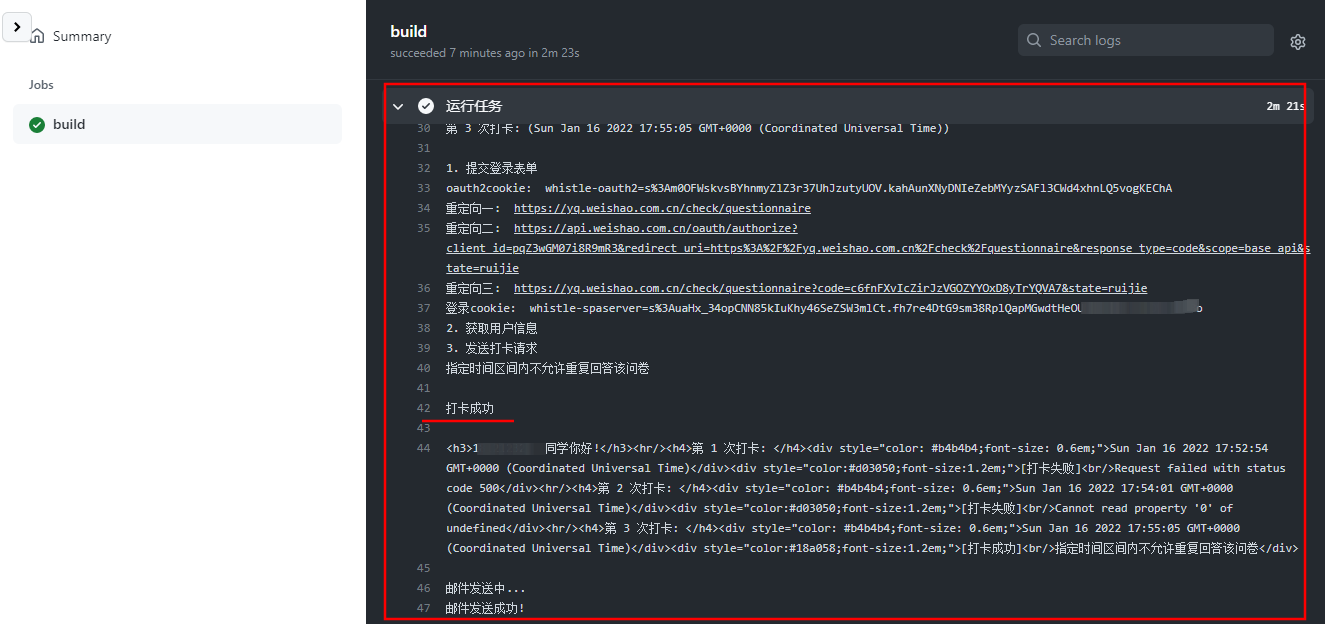 Summary
Jobs
build
build
succeeded 7 minutes ago in 2m 23s
Search logs
运行任务 2m 21s
30 第 3 次打卡: (Sun Jan 16 2022 17:55:05 GMT+0000 (Coordinated Universal Time))
31
32 1. 提交登录表单
33 oauth2cookie: whistle-oauth2=s%3Am0OFWskvsBYhnmyZlZ3r37UhJzutyUOV.kahAunXNyDNIeZebMYyzSAFl3CWd4xhnLQ5vogKEChA
34 重定向一: https://yq.weishao.com.cn/check/questionnaire
35 重定向二: https://api.weishao.com.cn/oauth/authorize?
client_id=pqZ3wGM07i8R9mR3&redirect_uri=https%3A%2F%2Fyq.weishao.com.cn%2Fcheck%2Fquestionnaire&response_type=code&scope=base_api&s
tate=ruijie
36 重定向三: https://yq.weishao.com.cn/check/questionnaire?code=c6fnFXvIcZirJzVGOZYYOxD8yTrYQVA7&state=ruijie
37 登录cookie: whistle-spaserver=s%3AuaHx_34opCNN85kIuKhy46SeZSW3mlCt.fh7re4DtG9sm38RplQapMGwdtHeOU
38 2. 获取用户信息
39 3. 发送打卡请求
40 指定时间区间内不允许重复回答该问卷
41
42 打卡成功
43
44 <h3>1 同学你好!</h3><hr/><h4>第 1 次打卡: </h4><div style="color: #b4b4b4;font-size: 0.6em;">Sun Jan 16 2022 17:52:54
GMT+0000 (Coordinated Universal Time)</div><div style="color:#d03050;font-size:1.2em;">[打卡失败]<br/>Request failed with status
code 500</div><hr/><h4>第 2 次打卡: </h4><div style="color: #b4b4b4;font-size: 0.6em;">Sun Jan 16 2022 17:54:01 GMT+0000
(Coordinated Universal Time)</div><div style="color:#d03050;font-size:1.2em;">[打卡失败]<br/>Cannot read property '0' of
undefined</div><hr/><h4>第 3 次打卡: </h4><div style="color: #b4b4b4;font-size: 0.6em;">Sun Jan 16 2022 17:55:05 GMT+0000
(Coordinated Universal Time)</div><div style="color:#18a058;font-size:1.2em;">[打卡成功]<br/>指定时间区间内不允许重复回答该问卷</div>
45
46 邮件发送中...
47 邮件发送成功!